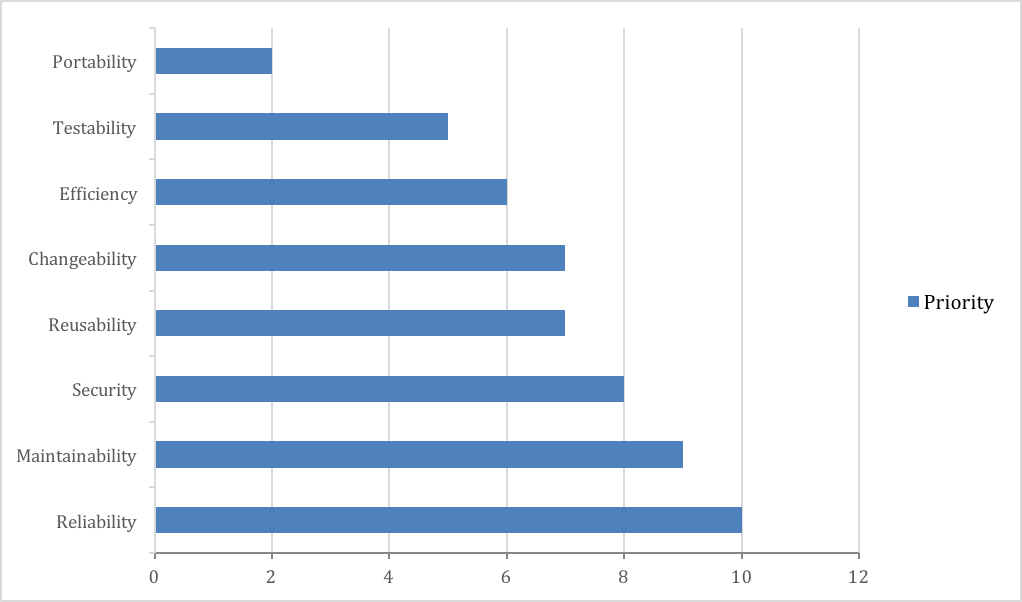 Portability
Testability
Efficiency
Changeability
Reusability
Security
Maintainability
Reliability
0 2 4 6 8 10 12
Priority